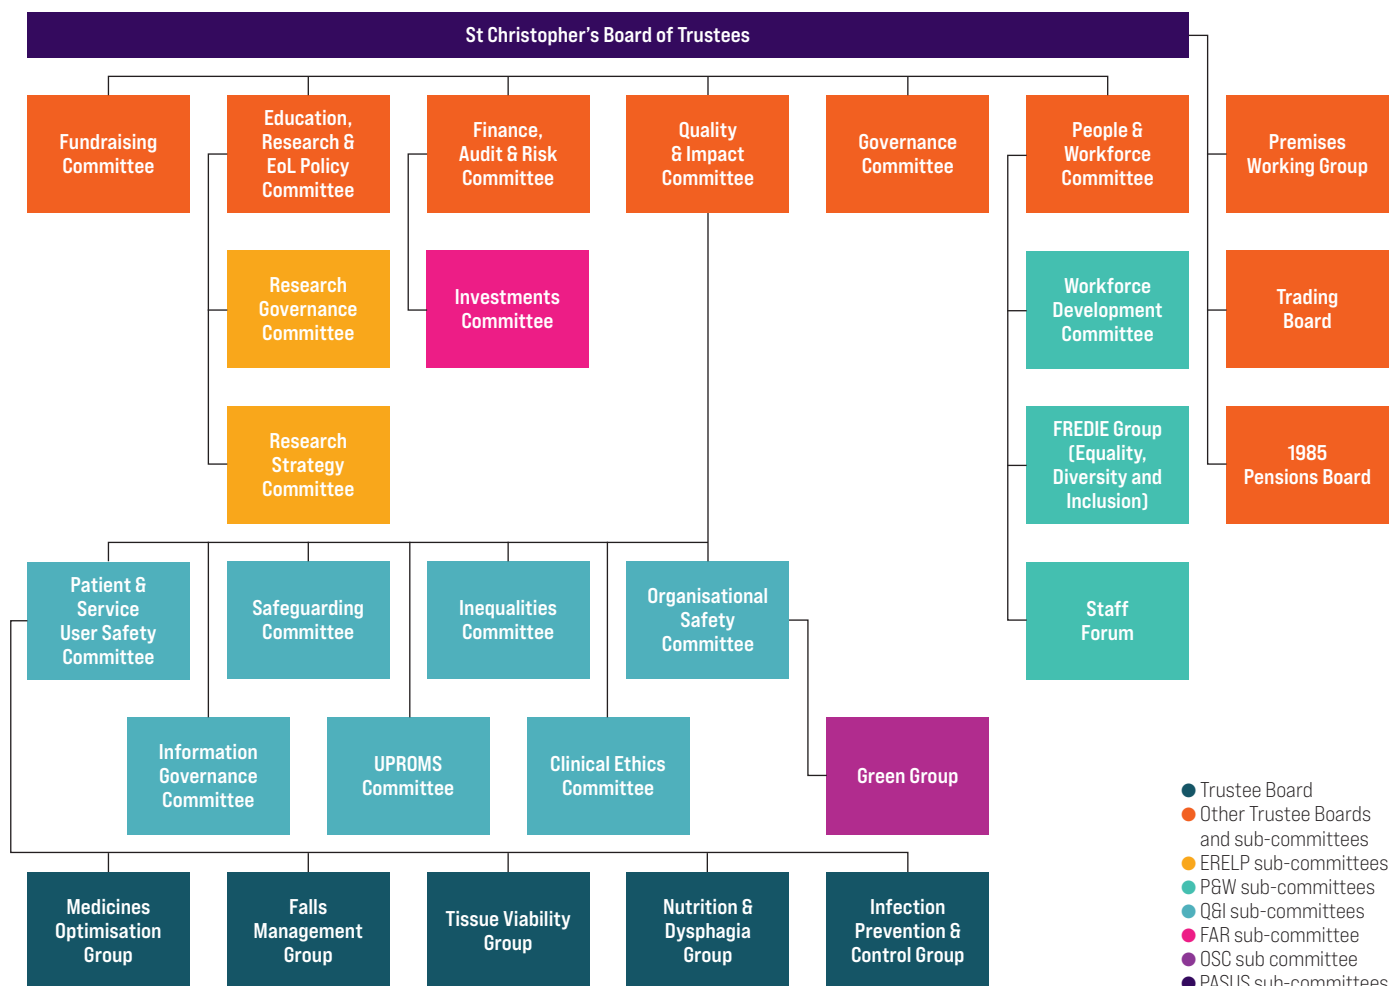 St Christopher's Board of Trustees
Fundraising
Committee
Education,
Research &
EoL Policy
Committee
Finance,
Audit & Risk
Committee
Quality
& Impact
Committee
Governance
Committee
People &
Workforce
Committee
Premises
Working Group
Research
Governance
Committee
Investments
Committee
Workforce
Development
Committee
Trading
Board
Research
Strategy
Committee
FREDIE Group
(Equality,
Diversity and
Inclusion)
1985
Pensions Board
Patient &
Service
User Safety
Committee
Safeguarding
Committee
Inequalities
Committee
Organisational
Safety
Committee
Staff
Forum
Information
Governance
Committee
UPROMS
Committee
Clinical Ethics
Committee
Green Group
Medicines
Optimisation
Group
Falls
Management
Group
Tissue Viability
Group
Nutrition &
Dysphagia
Group
Infection
Prevention &
Control Group
Trustee Board
Other Trustee Boards
and sub-committees
ERELP sub-committees
P&W sub-committees
Q&I sub-committees
FAR sub-committee
OSC sub committee
PASUS sub-committees